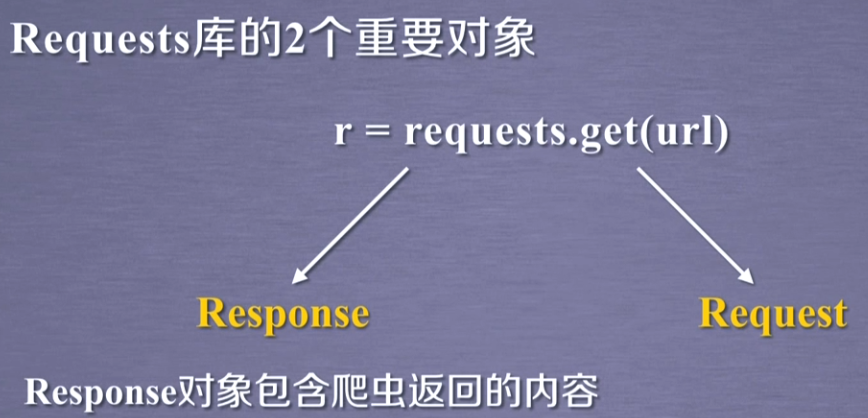 Requests库的2个重要对象
r = requests.get(url)
Response
Request
Response对象包含爬虫返回的内容